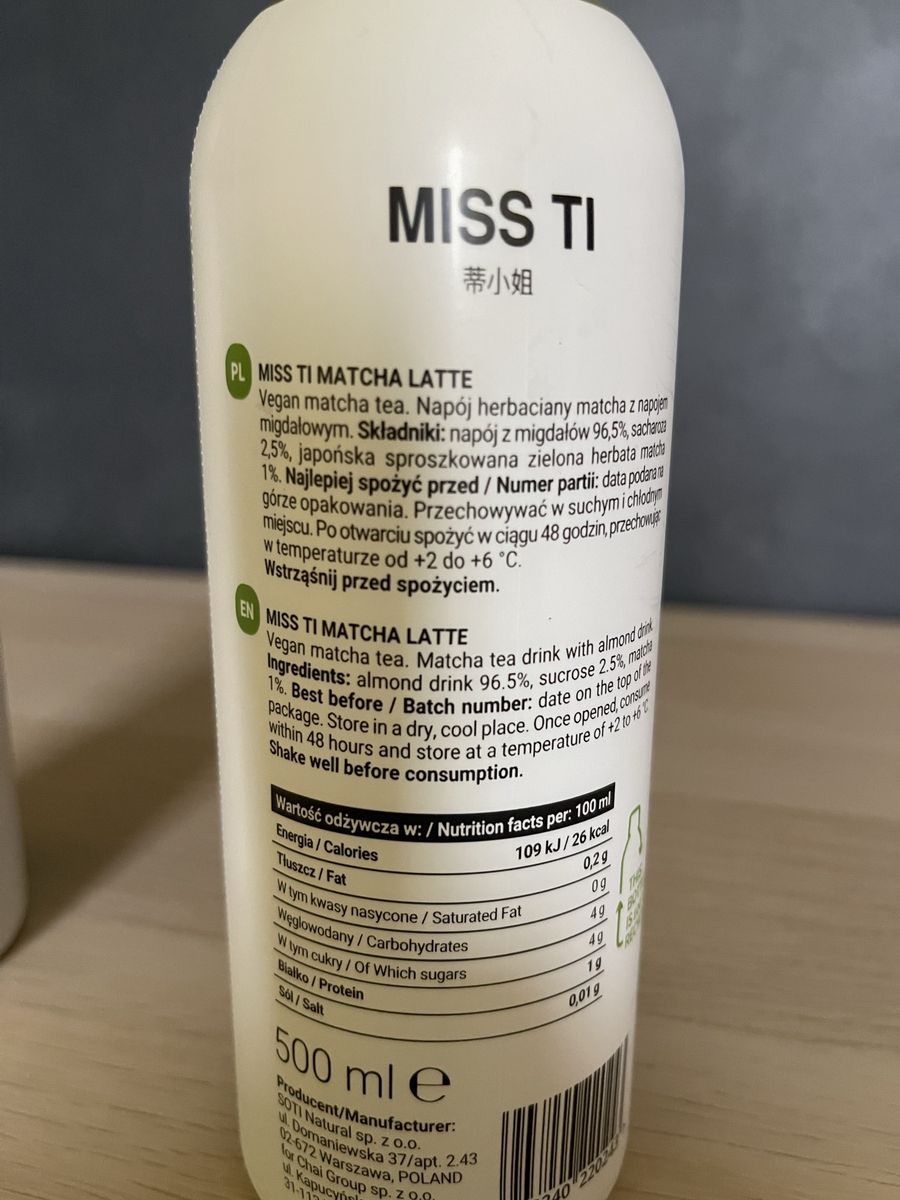 MISS TI
蒂小姐
PL
MISS TI MATCHA LATTE
Vegan matcha tea. Napój herbaciany matcha z napojem
migdałowym. Składniki: napój z migdałów 96,5%, sacharoza
2,5%, japońska sproszkowana zielona herbata matcha
1%. Najlepiej spożyć przed / Numer partii: data podana na
górze opakowania. Przechowywać w suchym i chłodnym
miejscu. Po otwarciu spożyć w ciągu 48 godzin, przechowując
w temperaturze od +2 do +6 °C.
Wstrząśnij przed spożyciem.
EN
MISS TI MATCHA LATTE
Vegan matcha tea. Matcha tea drink with almond drink.
Ingredients: almond drink 96.5%, sucrose 2.5%, matcha
1%. Best before / Batch number: date on the top of the
package. Store in a dry, cool place. Once opened, consume
within 48 hours and store at a temperature of +2 to +6 °C.
Shake well before consumption.
Wartość odżywcza w: / Nutrition facts per: 100 ml
Energia / Calories 109 kJ / 26 kcal
Tłuszcz / Fat 0,2 g
W tym kwasy nasycone / Saturated Fat 0 g
Węglowodany / Carbohydrates 4 g
W tym cukry / Of Which sugars 4 g
Białko / Protein 1 g
Sól / Salt 0,01 g
500 ml e
Producent/Manufacturer:
SOTI Natural sp. z o.o.
ul. Domaniewska 37/apt. 2.43
02-672 Warszawa, POLAND
for Chai Group sp. z o.o.
ul.